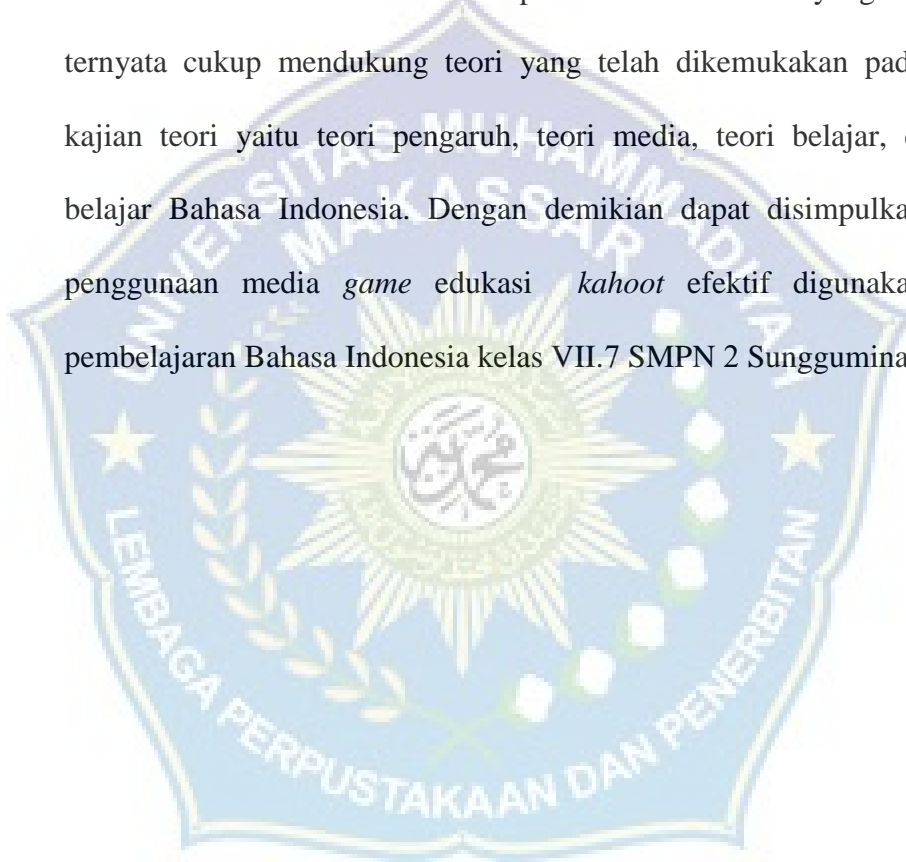 ternyata cukup mendukung teori yang telah dikemukakan pad
kajian teori yaitu teori pengaruh, teori media, teori belajar,
belajar Bahasa Indonesia. Dengan demikian dapat disimpulka
penggunaan media game edukasi kahoot efektif digunaka
pembelajaran Bahasa Indonesia kelas VII.7 SMPN 2 Sunggumina
UNIVERSITAS MUHAMMADIYAH
MAKASSAR
LEMBAGA PERPUSTAKAAN DAN PENERBITAN